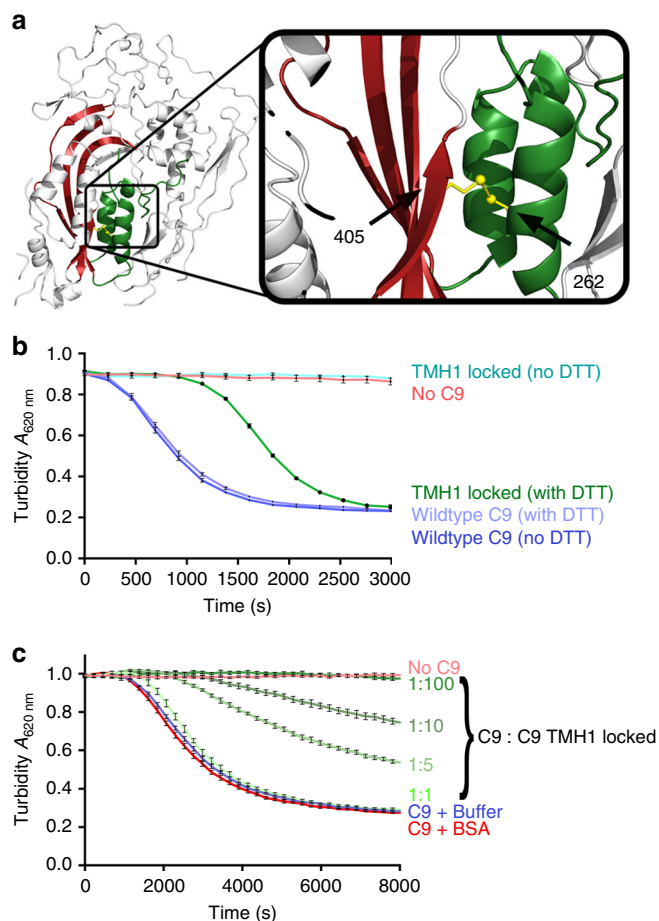 a
405
262
b
Turbidity A620 nm
1.0
0.8
0.6
0.4
0.2
0.0
0
500
1000
1500
2000
2500
3000
Time (s)
TMH1 locked (no DTT)
No C9
TMH1 locked (with DTT)
Wildtype C9 (with DTT)
Wildtype C9 (no DTT)
c
Turbidity A620 nm
1.0
0.8
0.6
0.4
0.2
0.0
0
2000
4000
6000
8000
Time (s)
No C9
1:100
1:10
1:5
1:1
C9 + Buffer
C9 + BSA
C9 : C9 TMH1 locked